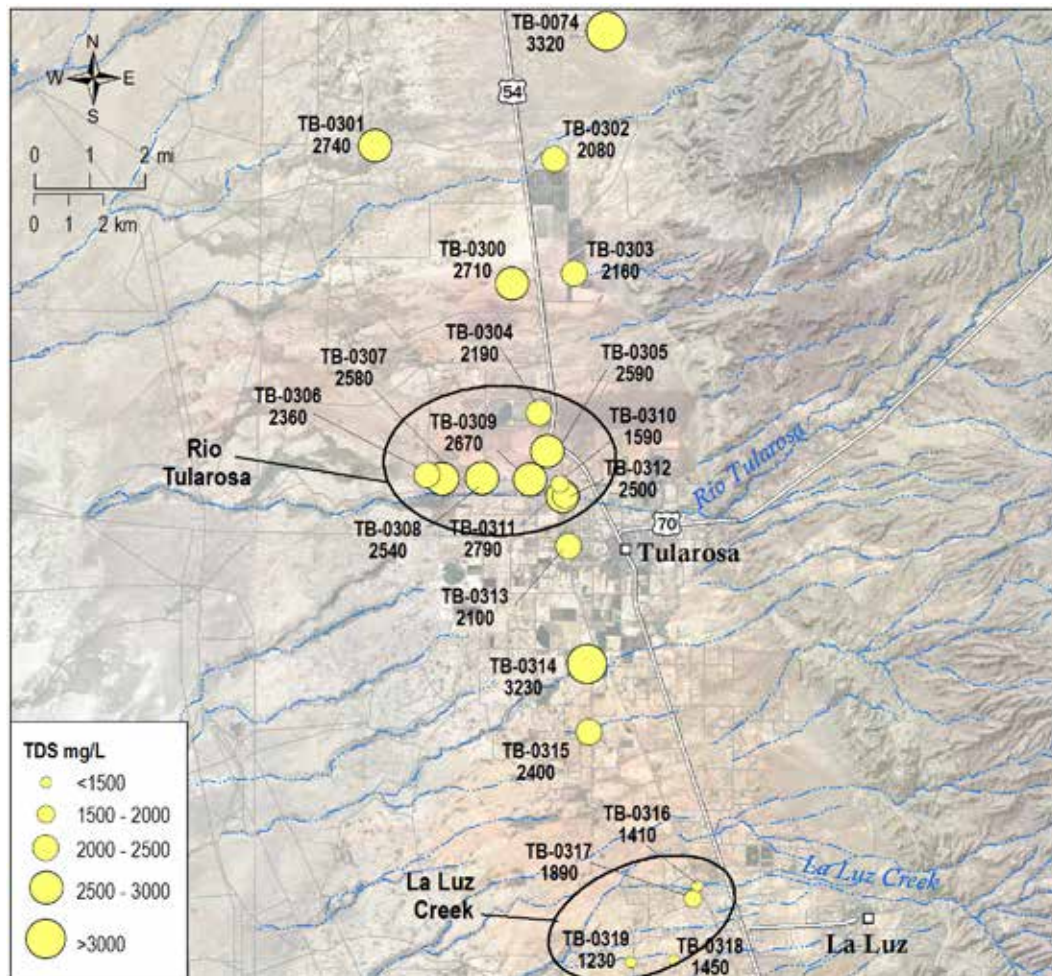 TB-0074
3320
N
W E
S
54
TB-0301
2740
TB-0302
2080
0 1 2 mi
0 1 2 km
TB-0300
2710
TB-0303
2160
TB-0304
2190
TB-0307
2580
TB-0305
2590
TB-0306
2360
TB-0309
2670
TB-0310
1590
Rio
Tularosa
TB-0312
2500
Rio Tularosa
70
TB-0308
2540
TB-0311
2790
Tularosa
TB-0313
2100
TB-0314
3230
TB-0315
2400
TDS mg/L
<1500
1500 - 2000
2000 - 2500
2500 - 3000
>3000
TB-0316
1410
TB-0317
1890
La Luz
Creek
La Luz Creek
TB-0319
1230
TB-0318
1450
La Luz